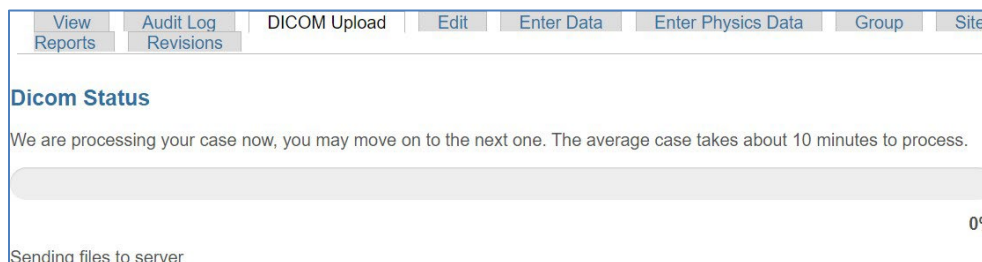 View Audit Log DICOM Upload Edit Enter Data Enter Physics Data Group Site
Reports Revisions
Dicom Status
We are processing your case now, you may move on to the next one. The average case takes about 10 minutes to process.
0%
Sending files to server